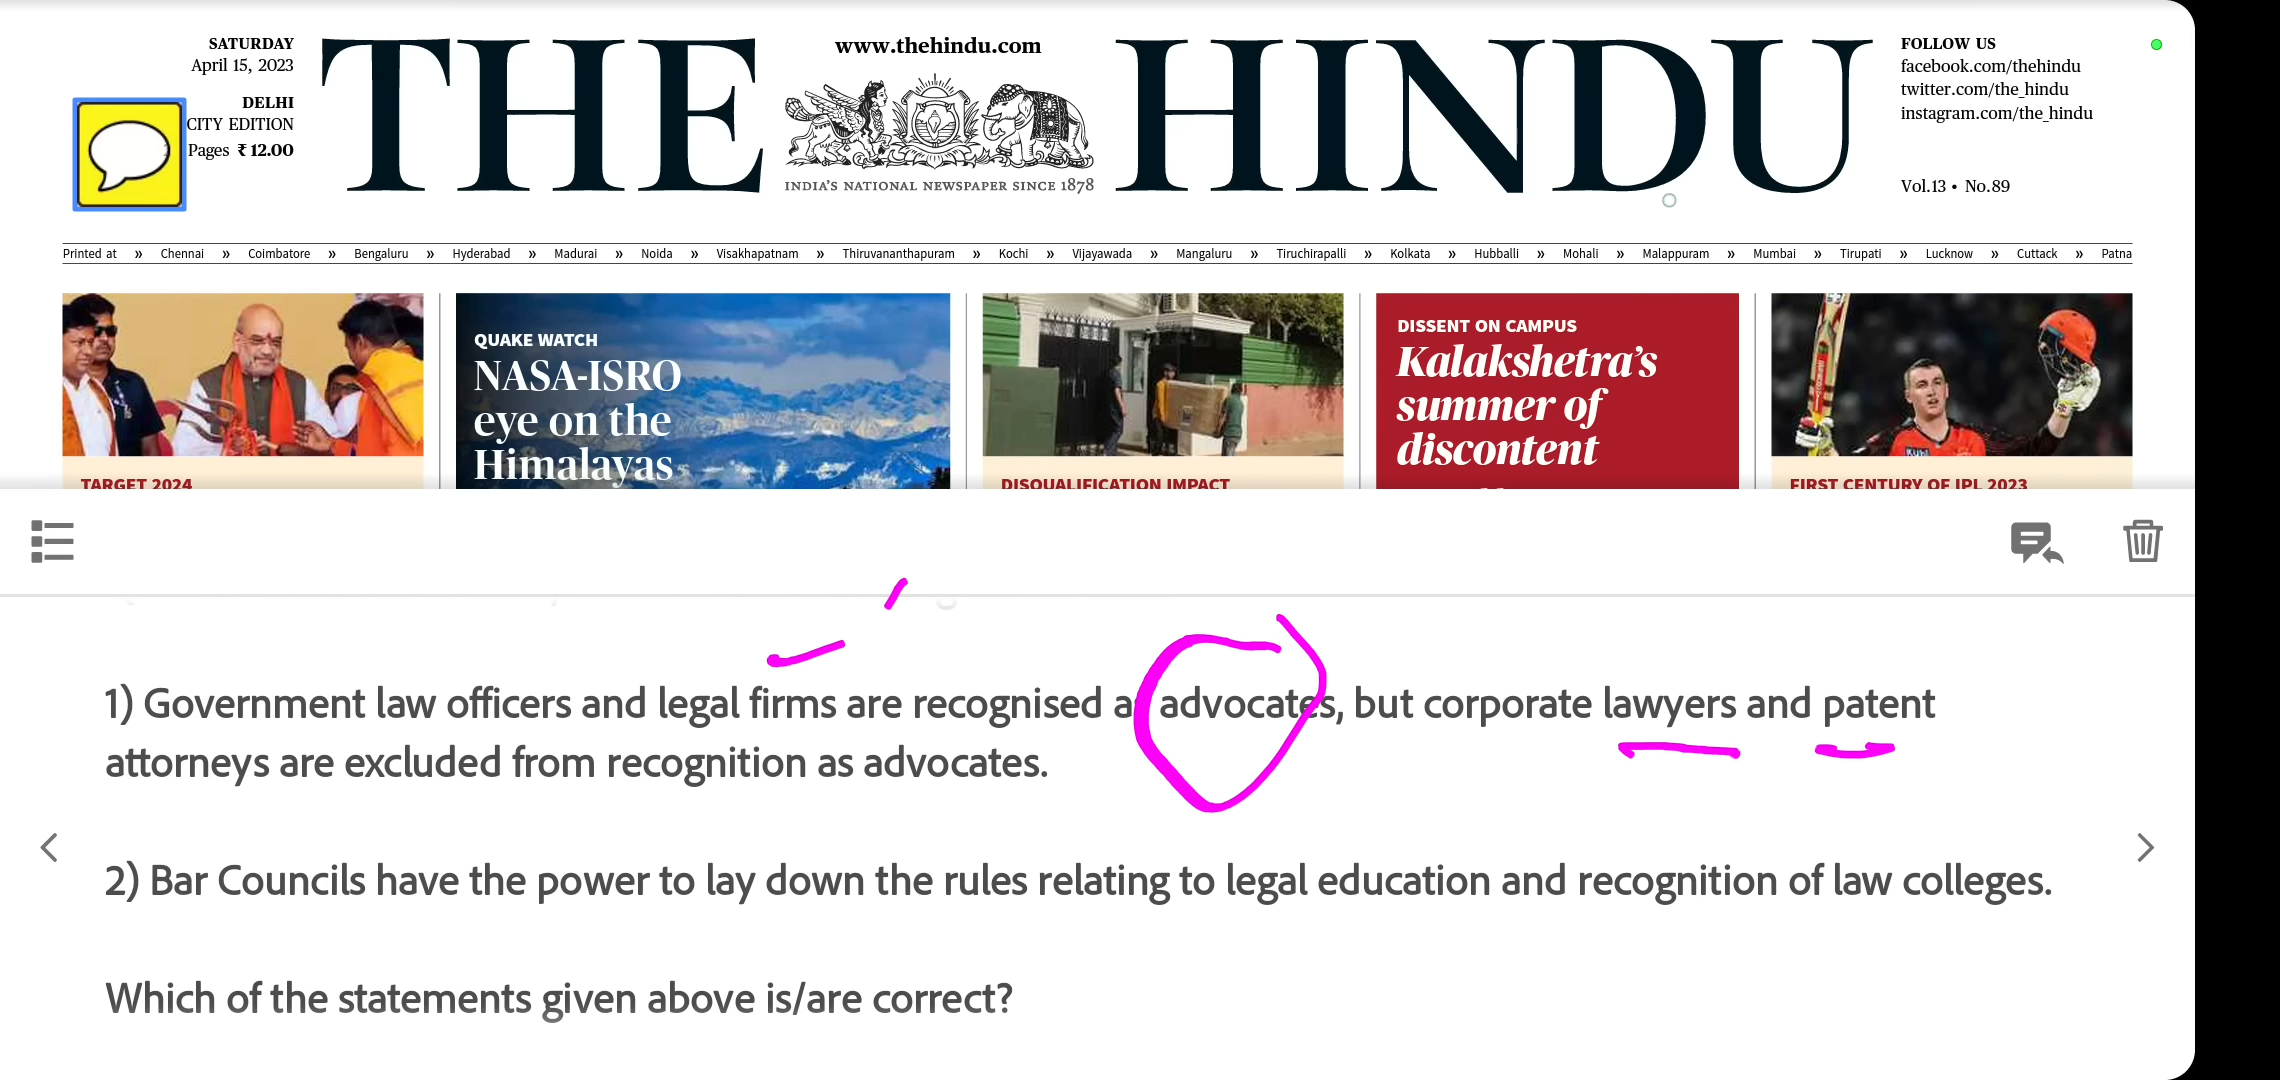 SATURDAY
April 15, 2023
DELHI
CITY EDITION
Pages ₹ 12.00
THE HINDU
www.thehindu.com
INDIA'S NATIONAL NEWSPAPER SINCE 1878
FOLLOW US
facebook.com/thehindu
twitter.com/the_hindu
instagram.com/the_hindu
Vol.13 • No.89
Printed at » Chennai » Coimbatore » Bengaluru » Hyderabad » Madurai » Noida » Visakhapatnam » Thiruvananthapuram » Kochi » Vijayawada » Mangaluru » Tiruchirapalli » Kolkata » Hubballi » Mohali » Malappuram » Mumbai » Tirupati » Lucknow » Cuttack » Patna
TARGET 2024
QUAKE WATCH
NASA-ISRO
eye on the
Himalayas
DISQUALIFICATION IMPACT
DISSENT ON CAMPUS
Kalakshetra's
summer of
discontent
FIRST CENTURY OF IPL 2023
1) Government law officers and legal firms are recognised as advocates, but corporate lawyers and patent
attorneys are excluded from recognition as advocates.
2) Bar Councils have the power to lay down the rules relating to legal education and recognition of law colleges.
Which of the statements given above is/are correct?